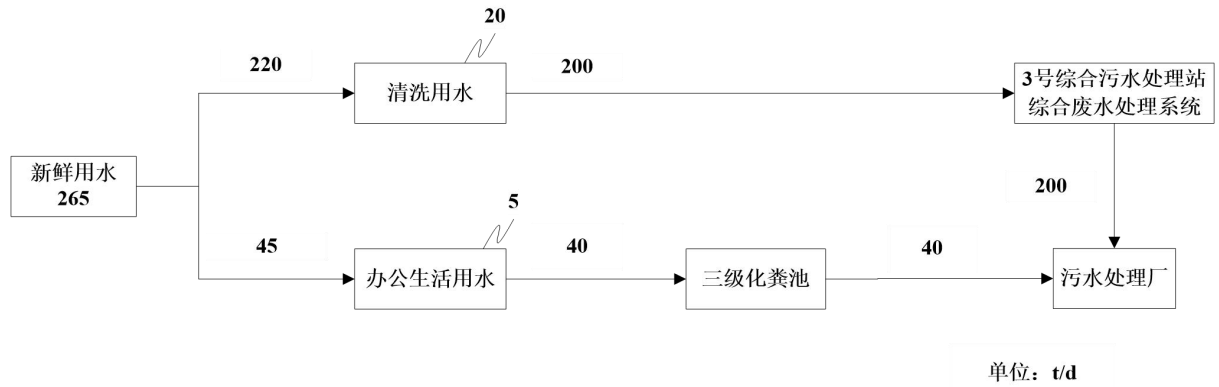 20
220
200
清洗用水
3号综合污水处理站
综合废水处理系统
新鲜用水
265
200
5
45
40
40
办公生活用水
三级化粪池
污水处理厂
单位：t/d